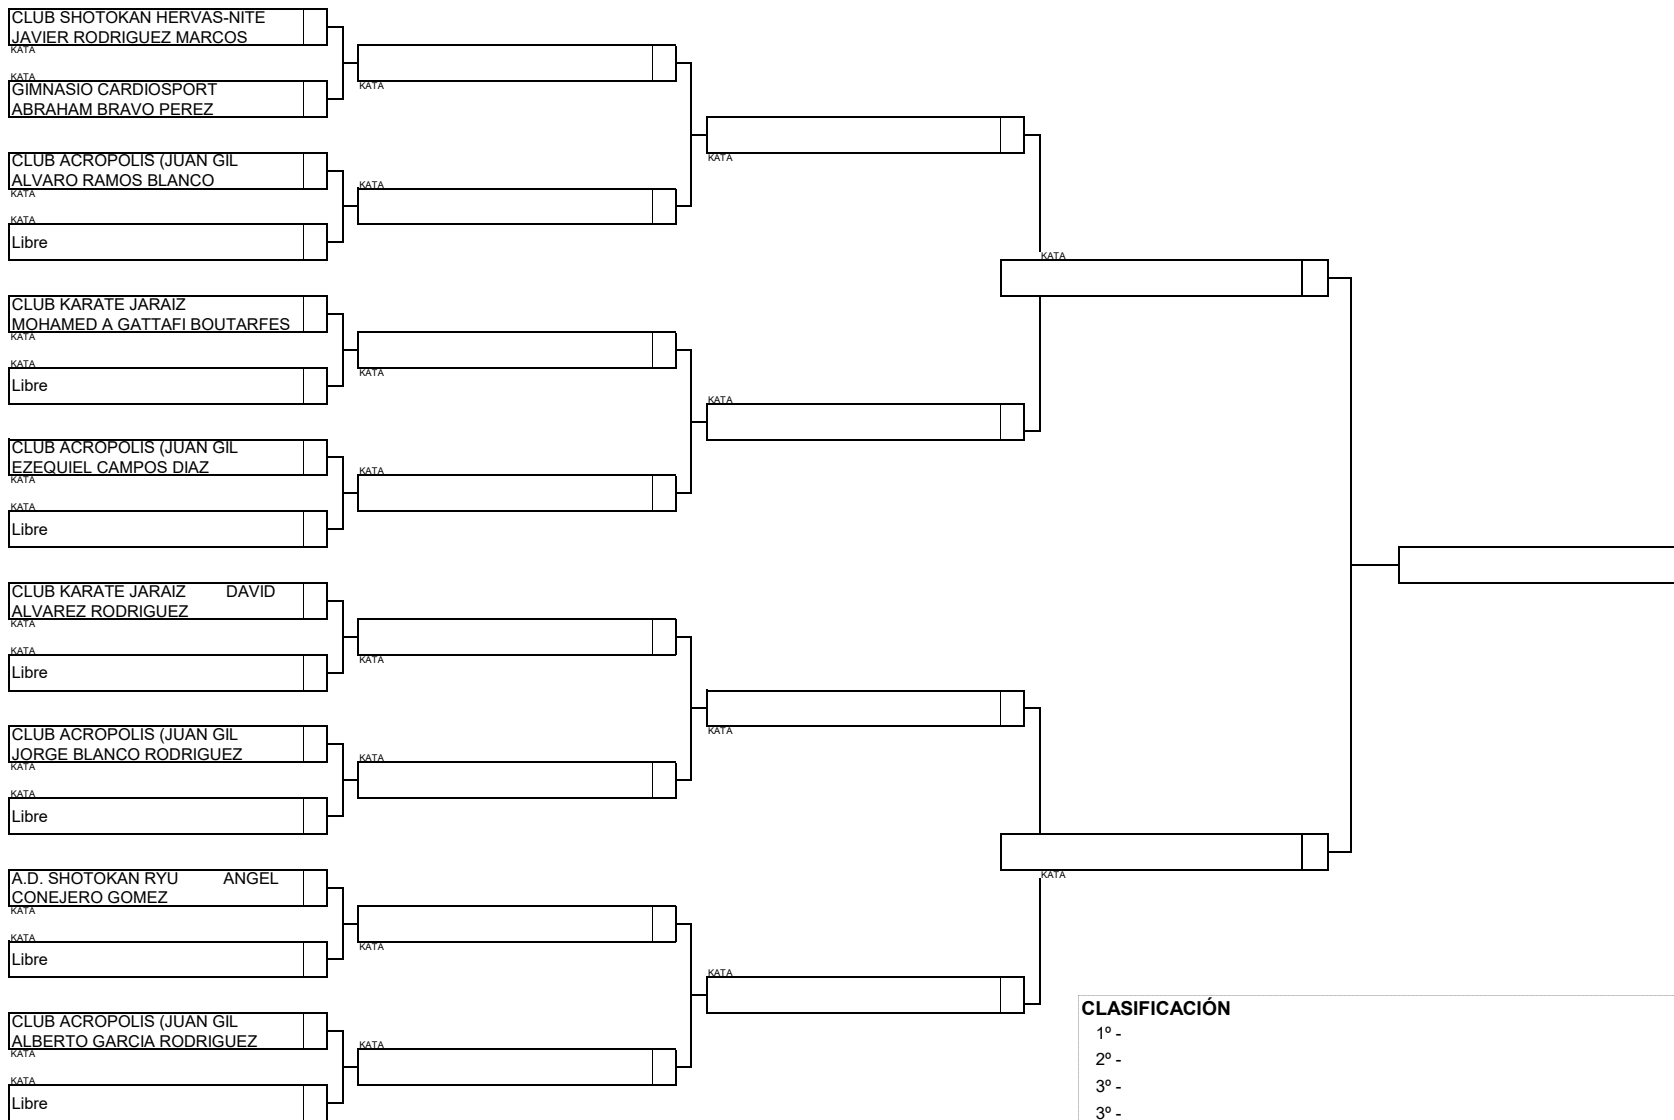 CLUB SHOTOKAN HERVAS-NITE
JAVIER RODRIGUEZ MARCOS
KATA
KATA
GIMNASIO CARDIOSPORT
ABRAHAM BRAVO PEREZ
CLUB ACROPOLIS (JUAN GIL
ALVARO RAMOS BLANCO
KATA
KATA
Libre
CLUB KARATE JARAIZ
MOHAMED A GATTAFI BOUTARFES
KATA
KATA
Libre
CLUB ACROPOLIS (JUAN GIL
EZEQUIEL CAMPOS DIAZ
KATA
KATA
Libre
CLUB KARATE JARAIZ DAVID
ALVAREZ RODRIGUEZ
KATA
KATA
Libre
CLUB ACROPOLIS (JUAN GIL
JORGE BLANCO RODRIGUEZ
KATA
KATA
Libre
A.D. SHOTOKAN RYU ANGEL
CONEJERO GOMEZ
KATA
KATA
Libre
CLUB ACROPOLIS (JUAN GIL
ALBERTO GARCIA RODRIGUEZ
KATA
KATA
Libre
KATA
KATA
KATA
KATA
KATA
KATA
KATA
KATA
KATA
KATA
KATA
KATA
KATA
KATA
CLASIFICACIÓN
1º -
2º -
3º -
3º -